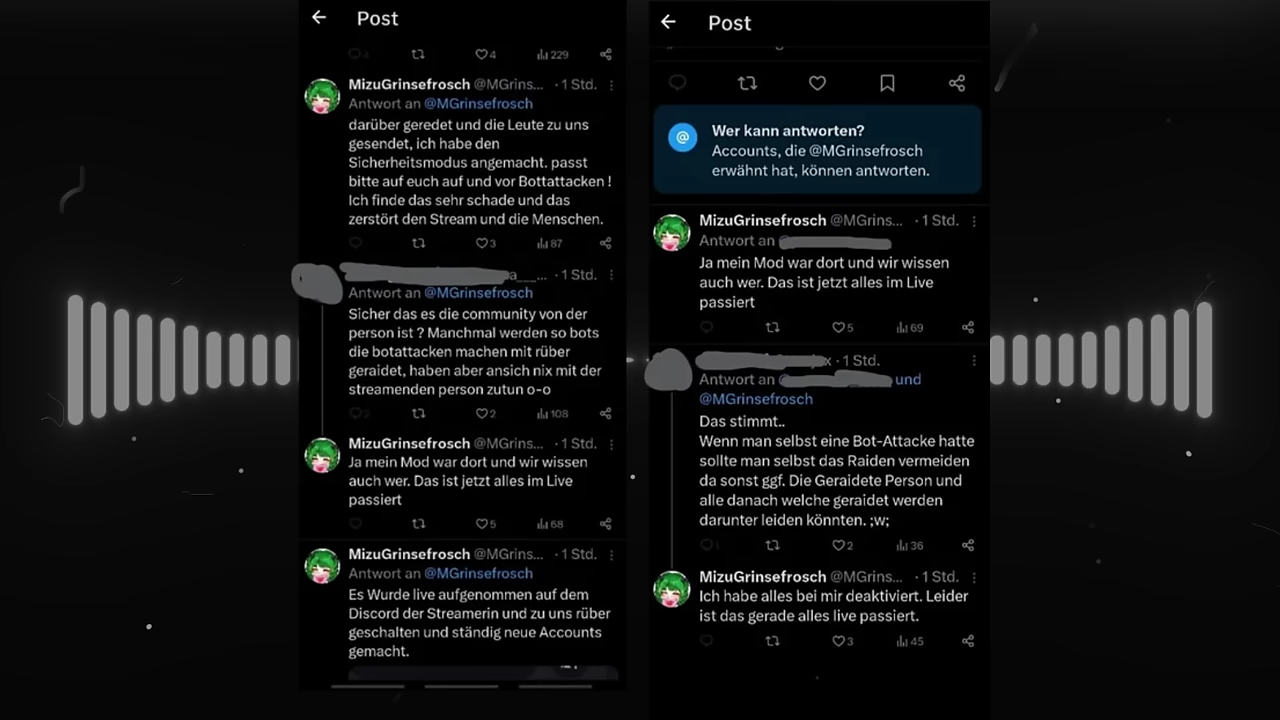 Post
4
229
MizuGrinsefrosch @MGrins... · 1 Std.
Antwort an @MGrinsefrosch
darüber geredet und die Leute zu uns
gesendet, ich habe den
Sicherheitsmodus angemacht. passt
bitte auf euch auf und vor Bottattacken !
Ich finde das sehr schade und das
zerstört den Stream und die Menschen.
3
87
a__... · 1 Std.
Antwort an @MGrinsefrosch
Sicher das es die community von der
person ist ? Manchmal werden so bots
die botattacken machen mit rüber
geraidet, haben aber ansich nix mit der
streamenden person zutun o-o
2
108
MizuGrinsefrosch @MGrins... · 1 Std.
Antwort an @MGrinsefrosch
Ja mein Mod war dort und wir wissen
auch wer. Das ist jetzt alles im Live
passiert
5
68
MizuGrinsefrosch @MGrins... · 1 Std.
Antwort an @MGrinsefrosch
Es Wurde live aufgenommen auf dem
Discord der Streamerin und zu uns rüber
geschalten und ständig neue Accounts
gemacht.
Post
@
Wer kann antworten?
Accounts, die @MGrinsefrosch
erwähnt hat, können antworten.
MizuGrinsefrosch @MGrins... · 1 Std.
Antwort an
Ja mein Mod war dort und wir wissen
auch wer. Das ist jetzt alles im Live
passiert
5
69
x · 1 Std.
Antwort an @ und
@MGrinsefrosch
Das stimmt..
Wenn man selbst eine Bot-Attacke hatte
sollte man selbst das Raiden vermeiden
da sonst ggf. Die Geraidete Person und
alle danach welche geraidet werden
darunter leiden könnten. ;w;
1
2
36
MizuGrinsefrosch @MGrins... · 1 Std.
Ich habe alles bei mir deaktiviert. Leider
ist das gerade alles live passiert.
3
45